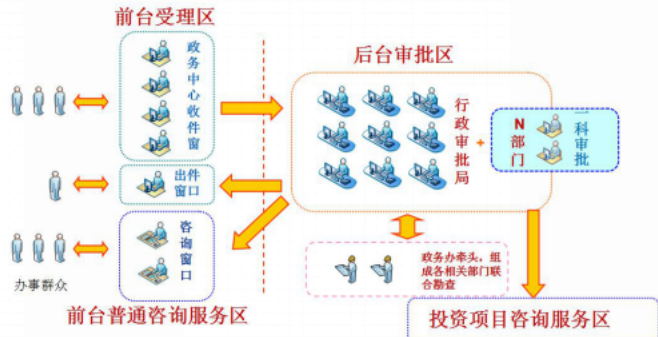 前台受理区
政务中心收件窗
后台审批区
行政审批局
+
N部门
一科审批
出件
窗口
咨询窗口
办事群众
政务办牵头，组
成各相关部门联
合勘查
前台普通咨询服务区
投资项目咨询服务区